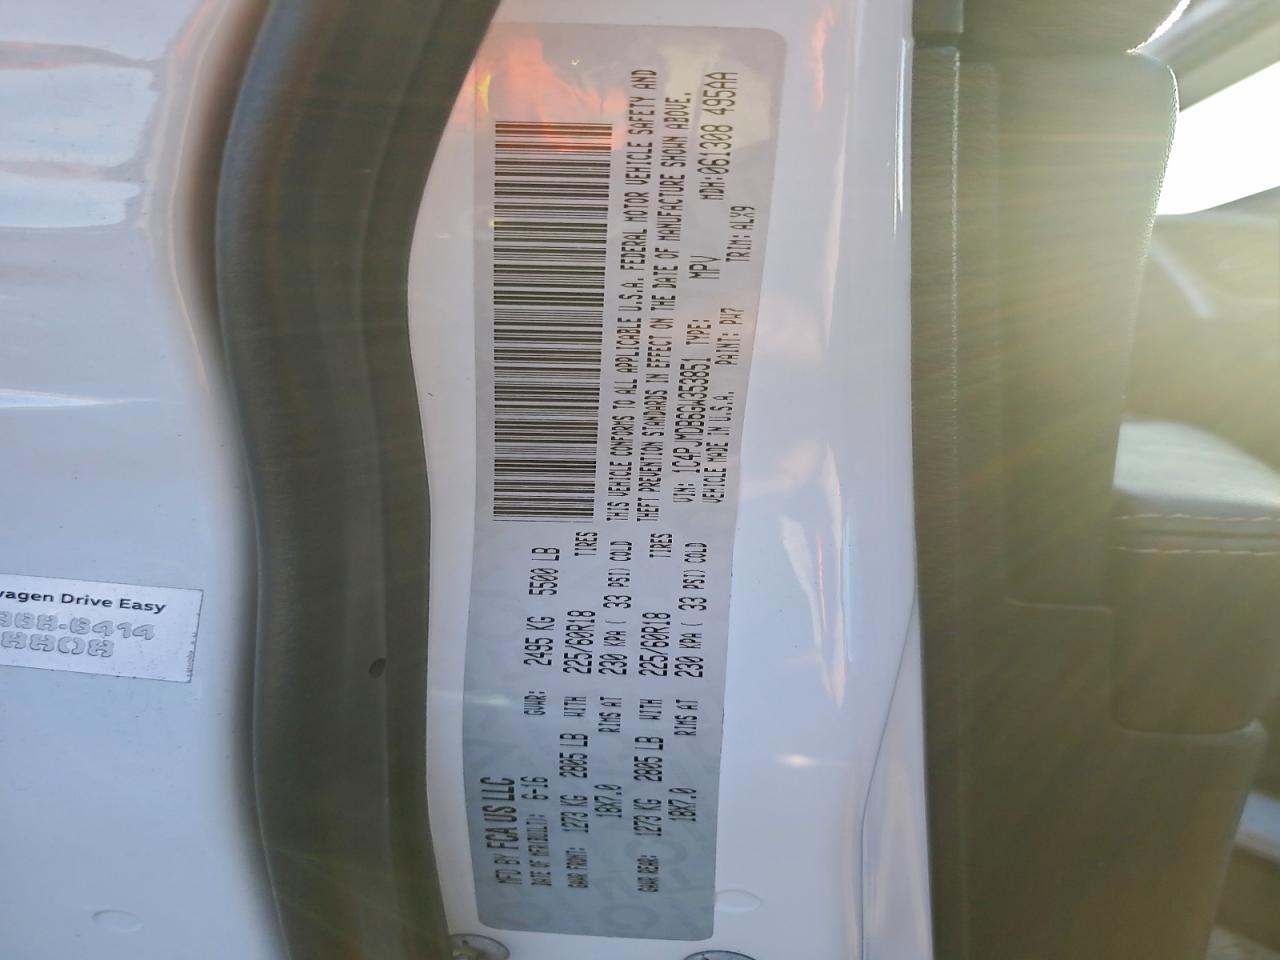 MFD BY FCA US LLC
DATE OF MFR(BUILT): 6-16 GVWR: 2495 KG 5500 LB
GAWR FRONT: 1273 KG 2805 LB WITH 225/60R18 TIRES
18X7.0 RIMS AT 230 KPA ( 33 PSI) COLD
GAWR REAR: 1273 KG 2805 LB WITH 225/60R18 TIRES
18X7.0 RIMS AT 230 KPA ( 33 PSI) COLD
THIS VEHICLE CONFORMS TO ALL APPLICABLE U.S.A. FEDERAL MOTOR VEHICLE SAFETY AND
THEFT PREVENTION STANDARDS IN EFFECT ON THE DATE OF MANUFACTURE SHOWN ABOVE.
VIN: 1C4PJMDB6GW353851 TYPE: MPV MDH:061308 495AA
VEHICLE MADE IN U.S.A. PAINT: PW7 TRIM: ALX9
wagen Drive Easy